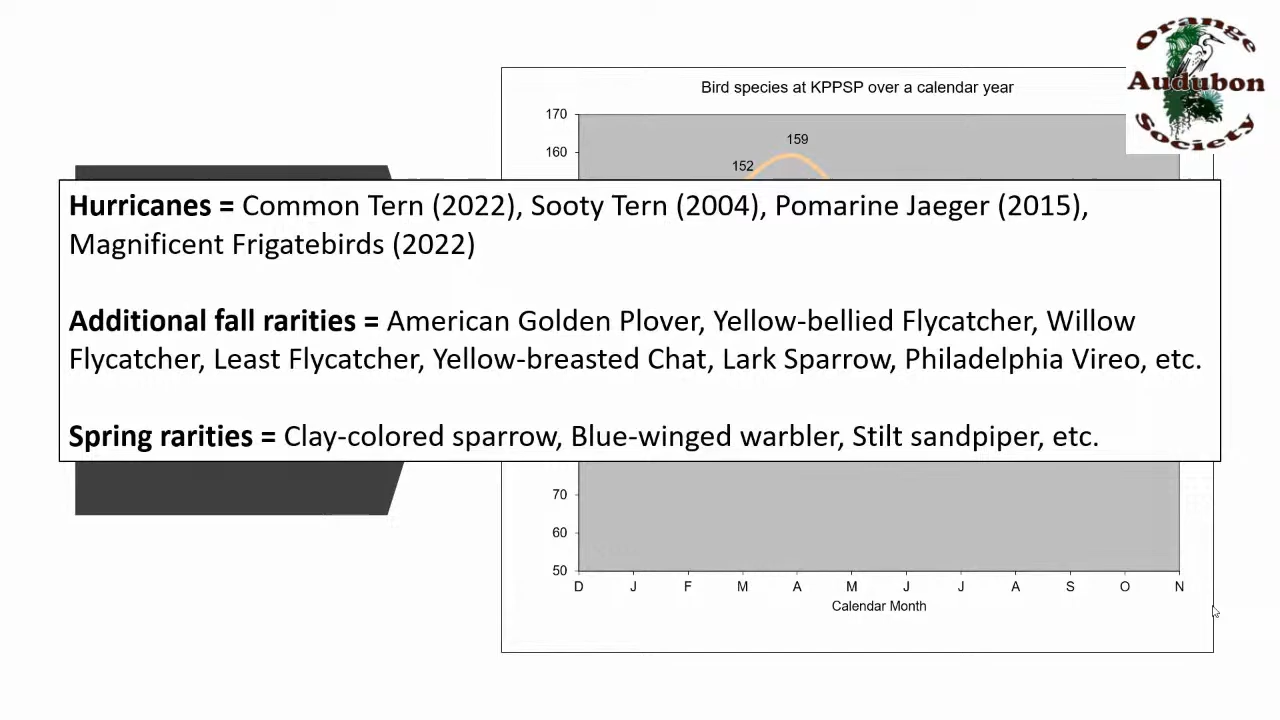 Orange
Audubon
Society
Bird species at KPPSP over a calendar year
170
160
159
152
Hurricanes = Common Tern (2022), Sooty Tern (2004), Pomarine Jaeger (2015),
Magnificent Frigatebirds (2022)
Additional fall rarities = American Golden Plover, Yellow-bellied Flycatcher, Willow
Flycatcher, Least Flycatcher, Yellow-breasted Chat, Lark Sparrow, Philadelphia Vireo, etc.
Spring rarities = Clay-colored sparrow, Blue-winged warbler, Stilt sandpiper, etc.
70
60
50
D J F M A M J J A S O N
Calendar Month